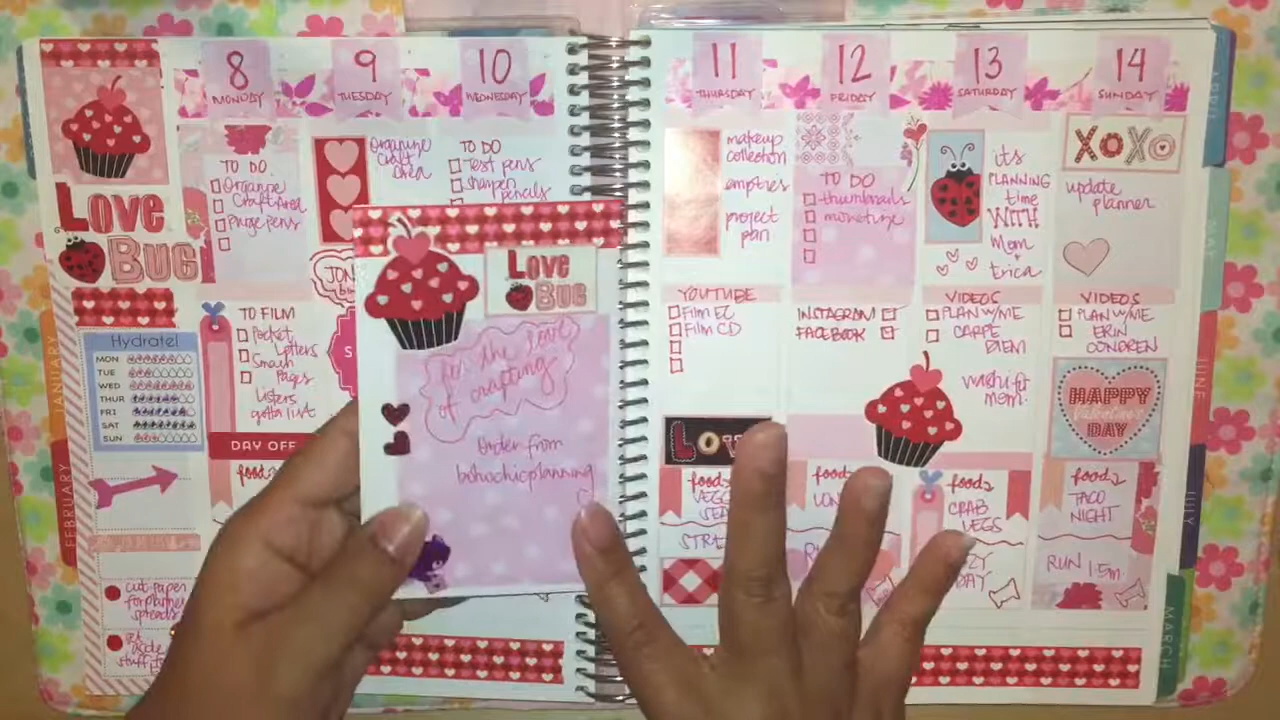 8
MONDAY
9
TUESDAY
10
WEDNESDAY
11
THURSDAY
12
FRIDAY
13
SATURDAY
14
SUNDAY
LOVE
BUG
Hydrate!
MON
TUE
WED
THUR
FRI
SAT
SUN
cut paper
for planner
spreads
JANUARY
FEBRUARY
TO DO
Organize
Craft Area
Purge pens
TO FILM
Pocket
Letters
Smash
Pages
Listers
gotta list
DAY OFF
food
Organize
craft
area
TO DO
Test pens
sharpen
pencils
LOVE
BUG
for the love
of crafting
Order from
bohochicplanning
makeup
collection
empties
project
pan
YOUTUBE
Film EC
Film CD
foods
TO DO
thumbnails
monetize
INSTAGRAM
FACEBOOK
food
its
PLANNING
time
WITH
Mom
+
Erica
VIDEOS
PLAN W/ME
CARPE
DIEM
washi for
mom
foods
CRAB
LEGS
DAY
XOXO
update
planner
VIDEOS
PLAN W/ME
ERIN
CONDREN
HAPPY
Valentine's
DAY
foods
TACO
NIGHT
RUN 1.5m
JUNE
JULY
MARCH